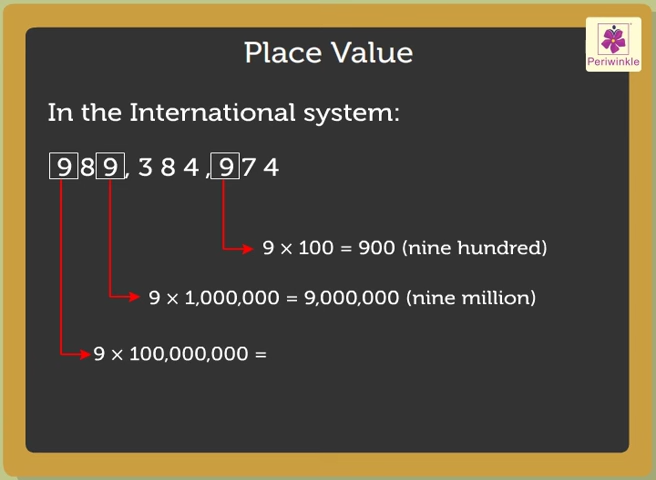 Place Value
Periwinkle
In the International system:
989,384,974
9 × 100 = 900 (nine hundred)
9 × 1,000,000 = 9,000,000 (nine million)
9 × 100,000,000 =